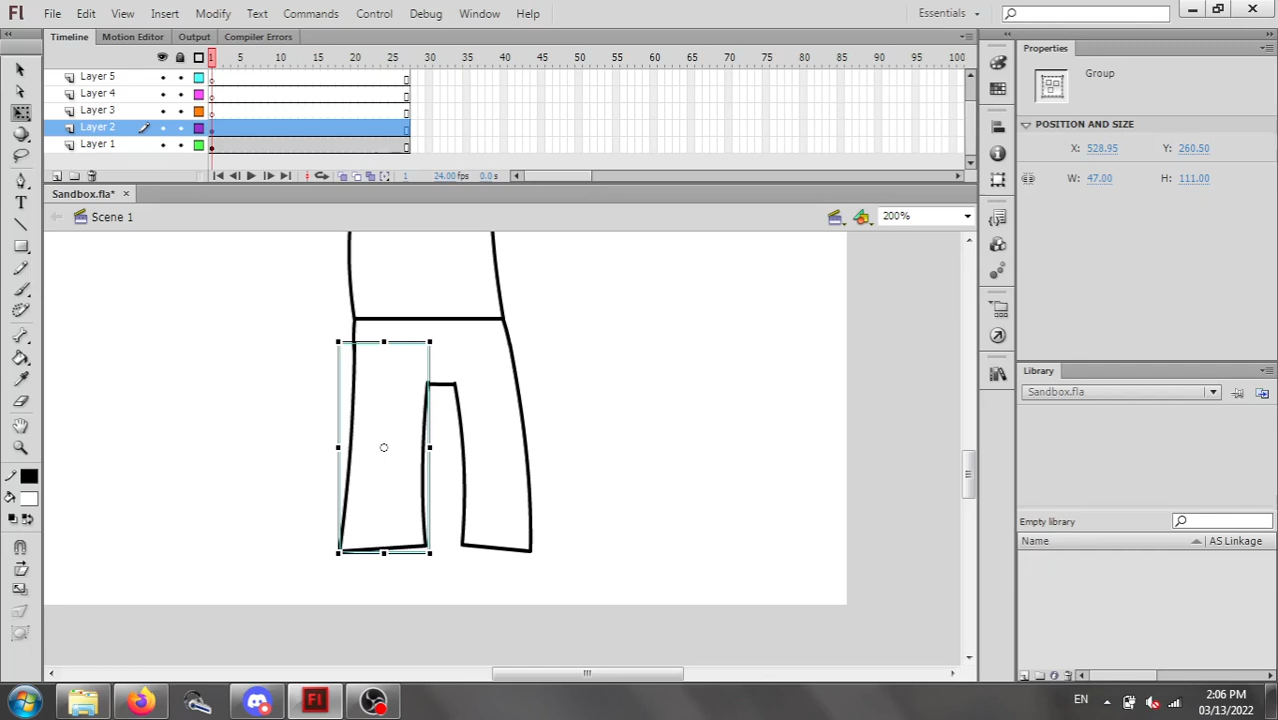 Fl File Edit View Insert Modify Text Commands Control Debug Window Help Essentials
Timeline Motion Editor Output Compiler Errors
1 5 10 15 20 25 30 35 40 45 50 55 60 65 70 75 80 85 90 95 100
Layer 5
Layer 4
Layer 3
Layer 2
Layer 1
1 24.00 fps 0.0 s
Sandbox.fla* ×
Scene 1 200%
Properties
Group
POSITION AND SIZE
X: 528.95 Y: 260.50
W: 47.00 H: 111.00
Library
Sandbox.fla
Empty library
Name AS Linkage
Fl
EN
2:06 PM
03/13/2022